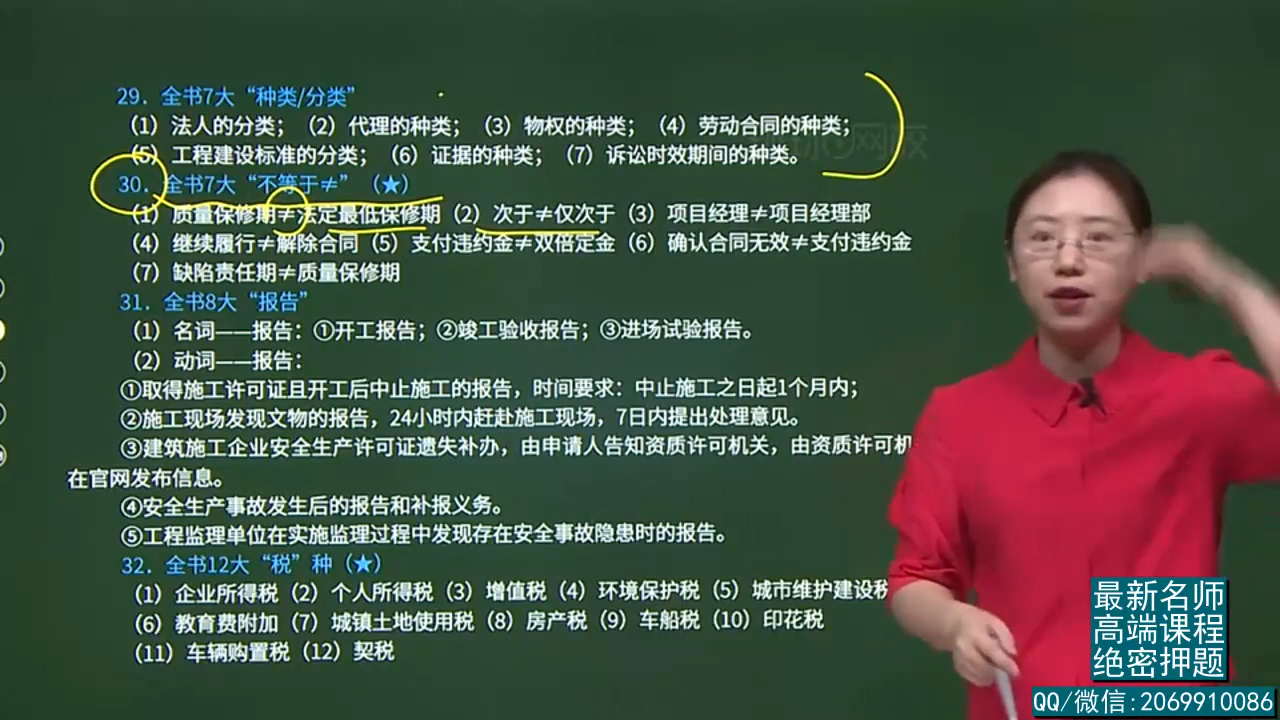 29．全书7大“种类/分类”
（1）法人的分类；（2）代理的种类；（3）物权的种类；（4）劳动合同的种类；
（5）工程建设标准的分类；（6）证据的种类；（7）诉讼时效期间的种类。
30．全书7大“不等于≠”（★）
（1）质量保修期≠法定最低保修期（2）次于≠仅次于（3）项目经理≠项目经理部
（4）继续履行≠解除合同（5）支付违约金≠双倍定金（6）确认合同无效≠支付违约金
（7）缺陷责任期≠质量保修期
31．全书8大“报告”
（1）名词——报告：①开工报告；②竣工验收报告；③进场试验报告。
（2）动词——报告：
①取得施工许可证且开工后中止施工的报告，时间要求：中止施工之日起1个月内；
②施工现场发现文物的报告，24小时内赶赴施工现场，7日内提出处理意见。
③建筑施工企业安全生产许可证遗失补办，由申请人告知资质许可机关，由资质许可机
在官网发布信息。
④安全生产事故发生后的报告和补报义务。
⑤工程监理单位在实施监理过程中发现存在安全事故隐患时的报告。
32．全书12大“税”种（★）
（1）企业所得税（2）个人所得税（3）增值税（4）环境保护税（5）城市维护建设税
（6）教育费附加（7）城镇土地使用税（8）房产税（9）车船税（10）印花税
（11）车辆购置税（12）契税
最新名师
高端课程
绝密押题
QQ/微信:2069910086